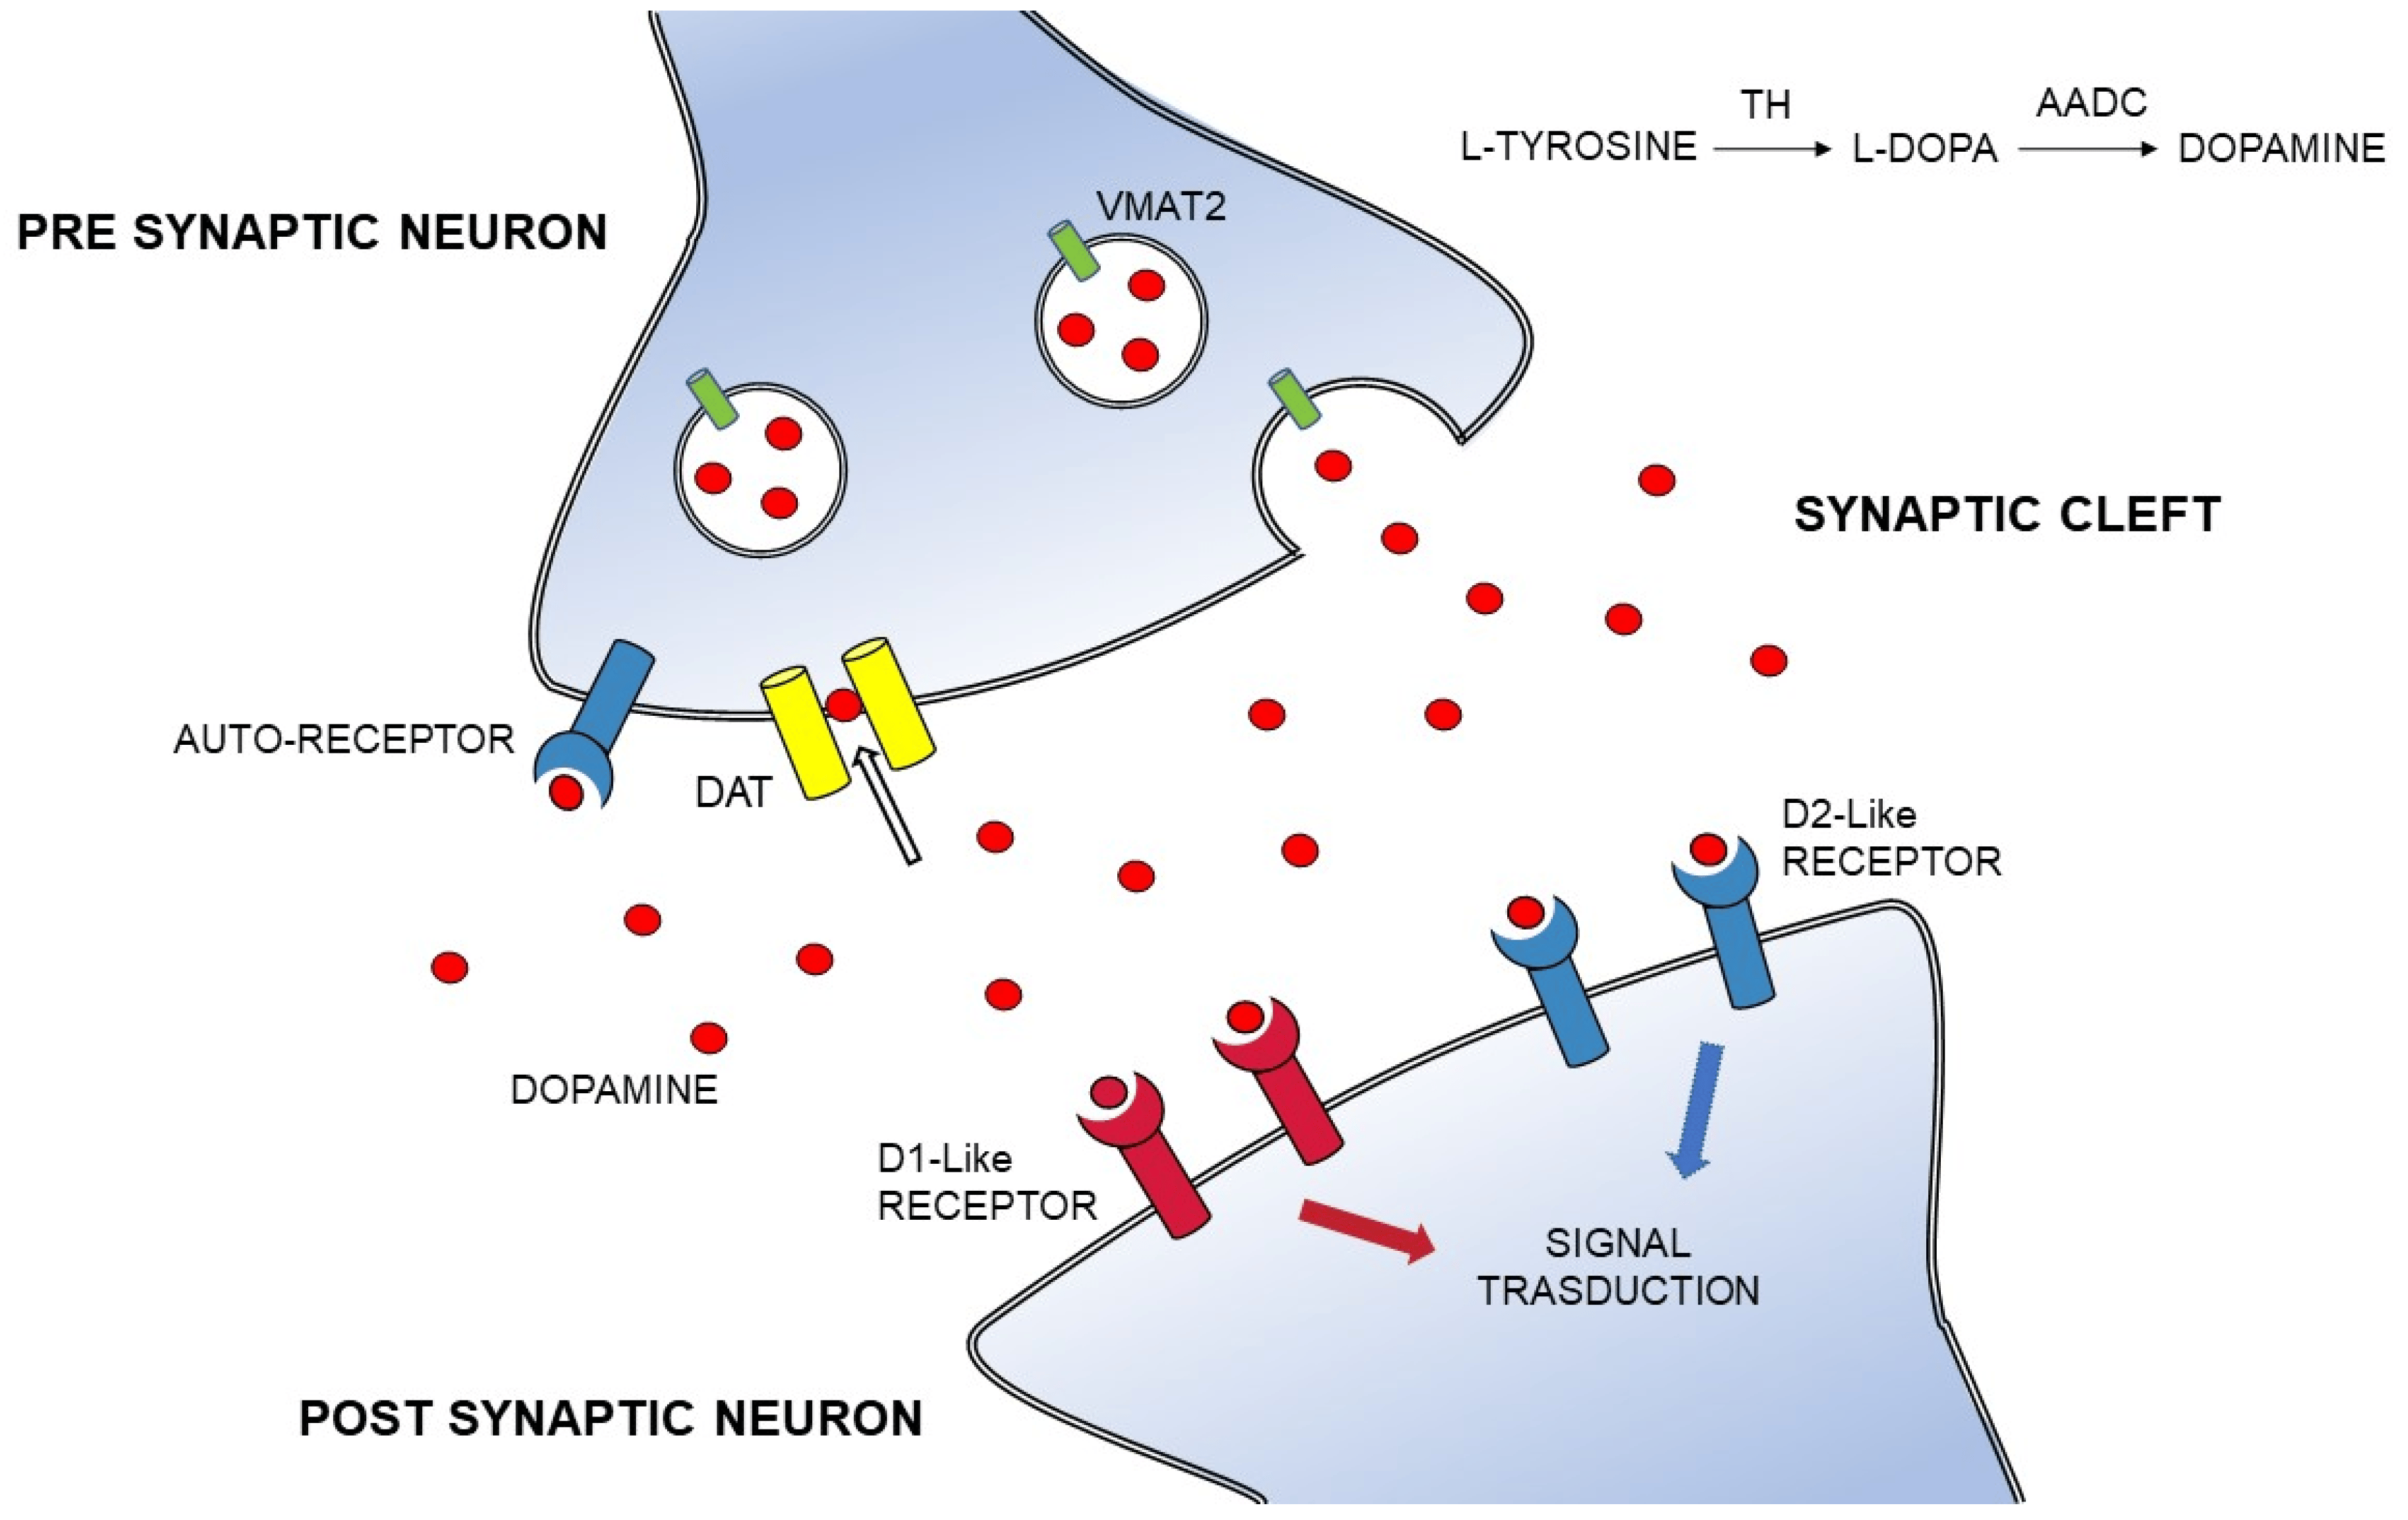 TH
AADC
L-TYROSINE
L-DOPA
DOPAMINE
PRE SYNAPTIC NEURON
VMAT2
SYNAPTIC CLEFT
AUTO-RECEPTOR
DAT
D2-Like
RECEPTOR
DOPAMINE
D1-Like
RECEPTOR
SIGNAL
TRASDUCTION
POST SYNAPTIC NEURON